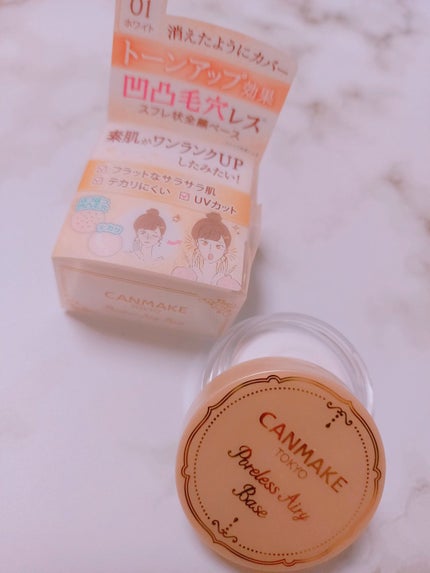 01
ホワイト
消えたようにカバー
トーンアップ効果
凹凸毛穴レス
スフレ状全顔ベース
素肌がワンランクUP
したみたい!
フラットなサラサラ肌
テカリにくい UVカット
CANMAKE
TOKYO
Poreless Airy Base
CANMAKE
TOKYO
Poreless Airy
Base